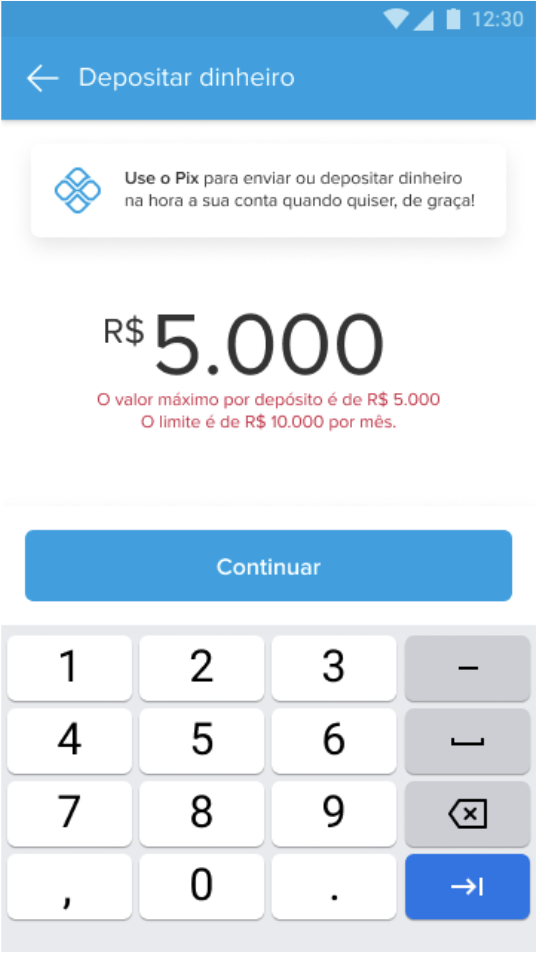 12:30
Depositar dinheiro
Use o Pix para enviar ou depositar dinheiro
na hora a sua conta quando quiser, de graça!
R$ 5.000
O valor máximo por depósito é de R$ 5.000
O limite é de R$ 10.000 por mês.
Continuar
1 2 3 –
4 5 6
7 8 9
, 0 .